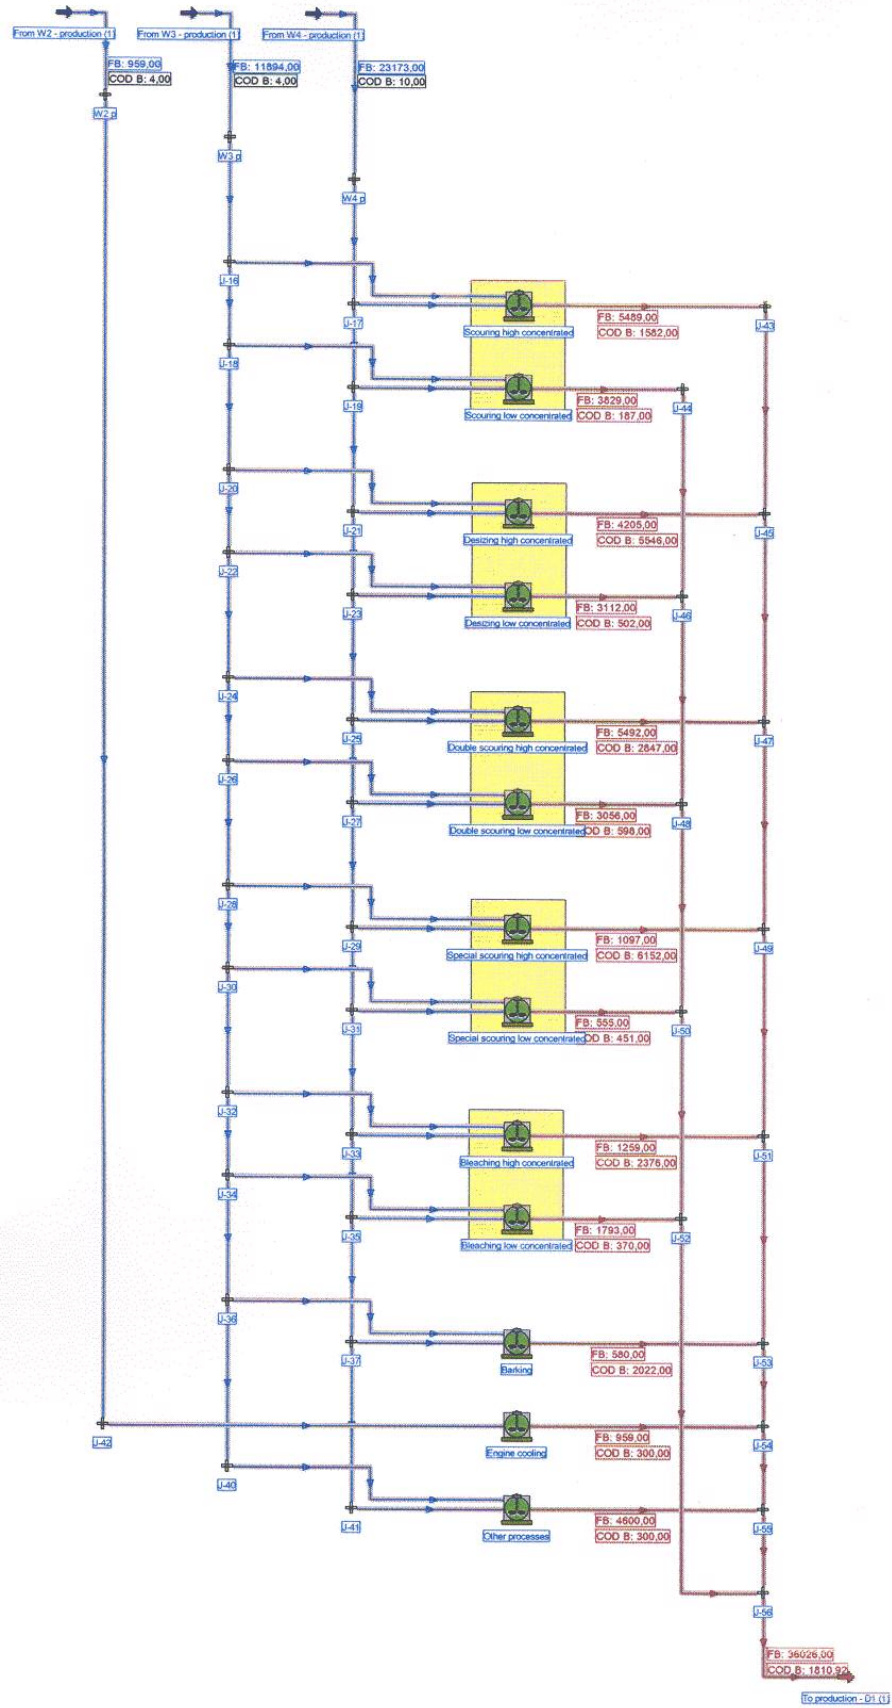 From W2 - production (1)
From W3 - production (1)
From W4 - production (1)
FB: 959,00
COD B: 4,00
FB: 11894,00
COD B: 4,00
FB: 23173,00
COD B: 10,00
W2 p
W3 p
W4 p
J-16
J-17
Scouring high concentrated
FB: 5489,00
COD B: 1582,00
J-43
J-18
J-19
Scouring low concentrated
FB: 3829,00
COD B: 187,00
J-44
J-20
J-21
Desizing high concentrated
FB: 4205,00
COD B: 5546,00
J-45
J-22
J-23
Desizing low concentrated
FB: 3112,00
COD B: 502,00
J-46
J-24
J-25
Double scouring high concentrated
FB: 5492,00
COD B: 2847,00
J-47
J-26
J-27
Double scouring low concentrated
FB: 3056,00
OD B: 598,00
J-48
J-28
J-29
Special scouring high concentrated
FB: 1097,00
COD B: 6152,00
J-49
J-30
J-31
Special scouring low concentrated
FB: 555,00
OD B: 451,00
J-50
J-32
J-33
Bleaching high concentrated
FB: 1259,00
COD B: 2376,00
J-51
J-34
J-35
Bleaching low concentrated
FB: 1793,00
COD B: 370,00
J-52
J-36
J-37
Barking
FB: 580,00
COD B: 2022,00
J-53
J-42
Engine cooling
FB: 959,00
COD B: 300,00
J-54
J-40
J-41
Other processes
FB: 4600,00
COD B: 300,00
J-55
J-56
FB: 36026,00
COD B: 1810,92
To production - D1 (1)